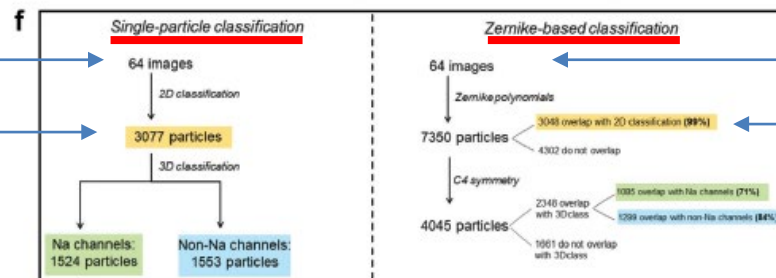 f
Single-particle classification
64 images
2D classification
3077 particles
3D classification
Na channels:
1524 particles
Non-Na channels:
1553 particles
Zernike-based classification
64 images
Zernike polynomials
7350 particles
3048 overlap with 2D classification (99%)
4302 do not overlap
C4 symmetry
4045 particles
2348 overlap
with 3Dclass
1095 overlap with Na channels (71%)
1299 overlap with non-Na channels (84%)
1661 do not overlap
with 3Dclass